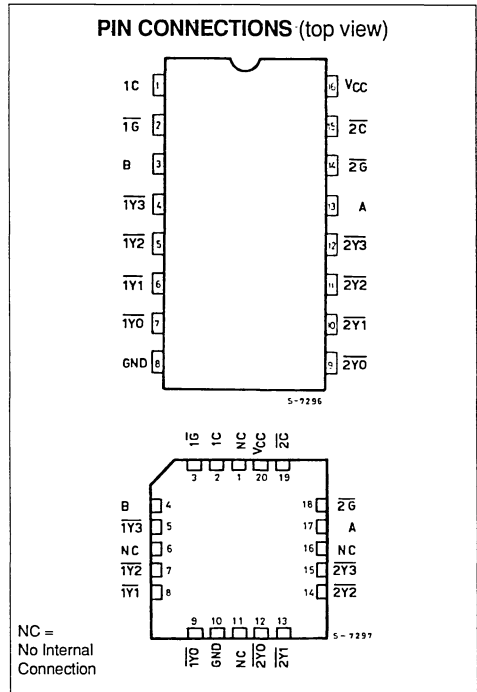 PIN CONNECTIONS (top view)
1C 1 16 VCC
1G̅ 2 15 2C̅
B 3 14 2G̅
1Y3̅ 4 13 A
1Y2̅ 5 12 2Y3̅
1Y1̅ 6 11 2Y2̅
1Y0̅ 7 10 2Y1̅
GND 8 9 2Y0̅
S-7296
1G̅ 1C NC VCC 2C̅
3 2 1 20 19
B 4 18 2G̅
1Y3̅ 5 17 A
NC 6 16 NC
1Y2̅ 7 15 2Y3̅
1Y1̅ 8 14 2Y2̅
9 10 11 12 13
1Y0̅ GND NC 2Y0̅ 2Y1̅
S-7297
NC =
No Internal
Connection